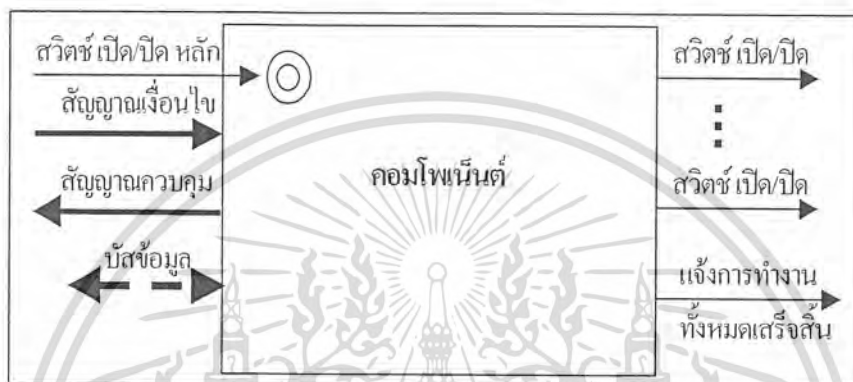 สวิตช์ เปิด/ปิด หลัก
สัญญาณเงื่อนไข
สัญญาณควบคุม
บัสข้อมูล
คอมโพเน็นต์
สวิตช์ เปิด/ปิด
สวิตช์ เปิด/ปิด
แจ้งการทำงาน
ทั้งหมดเสร็จสิ้น